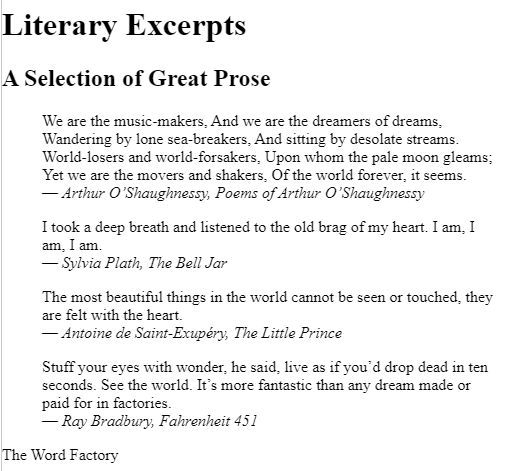 Literary Excerpts
A Selection of Great Prose
We are the music-makers, And we are the dreamers of dreams,
Wandering by lone sea-breakers, And sitting by desolate streams.
World-losers and world-forsakers, Upon whom the pale moon gleams;
Yet we are the movers and shakers, Of the world forever, it seems.
— Arthur O’Shaughnessy, Poems of Arthur O’Shaughnessy
I took a deep breath and listened to the old brag of my heart. I am, I
am, I am.
— Sylvia Plath, The Bell Jar
The most beautiful things in the world cannot be seen or touched, they
are felt with the heart.
— Antoine de Saint-Exupéry, The Little Prince
Stuff your eyes with wonder, he said, live as if you’d drop dead in ten
seconds. See the world. It’s more fantastic than any dream made or
paid for in factories.
— Ray Bradbury, Fahrenheit 451
The Word Factory